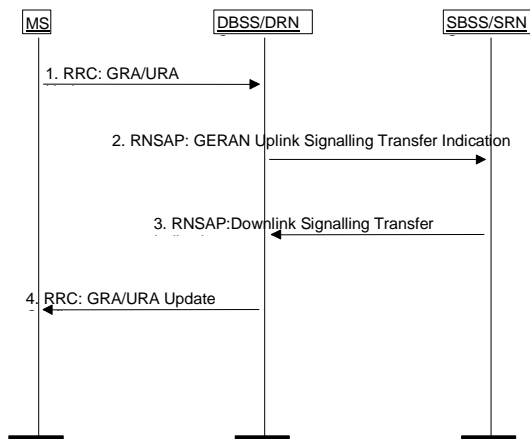 MS
DBSS/DRN
SBSS/SRN
1. RRC: GRA/URA
2. RNSAP: GERAN Uplink Signalling Transfer Indication
3. RNSAP:Downlink Signalling Transfer
4. RRC: GRA/URA Update